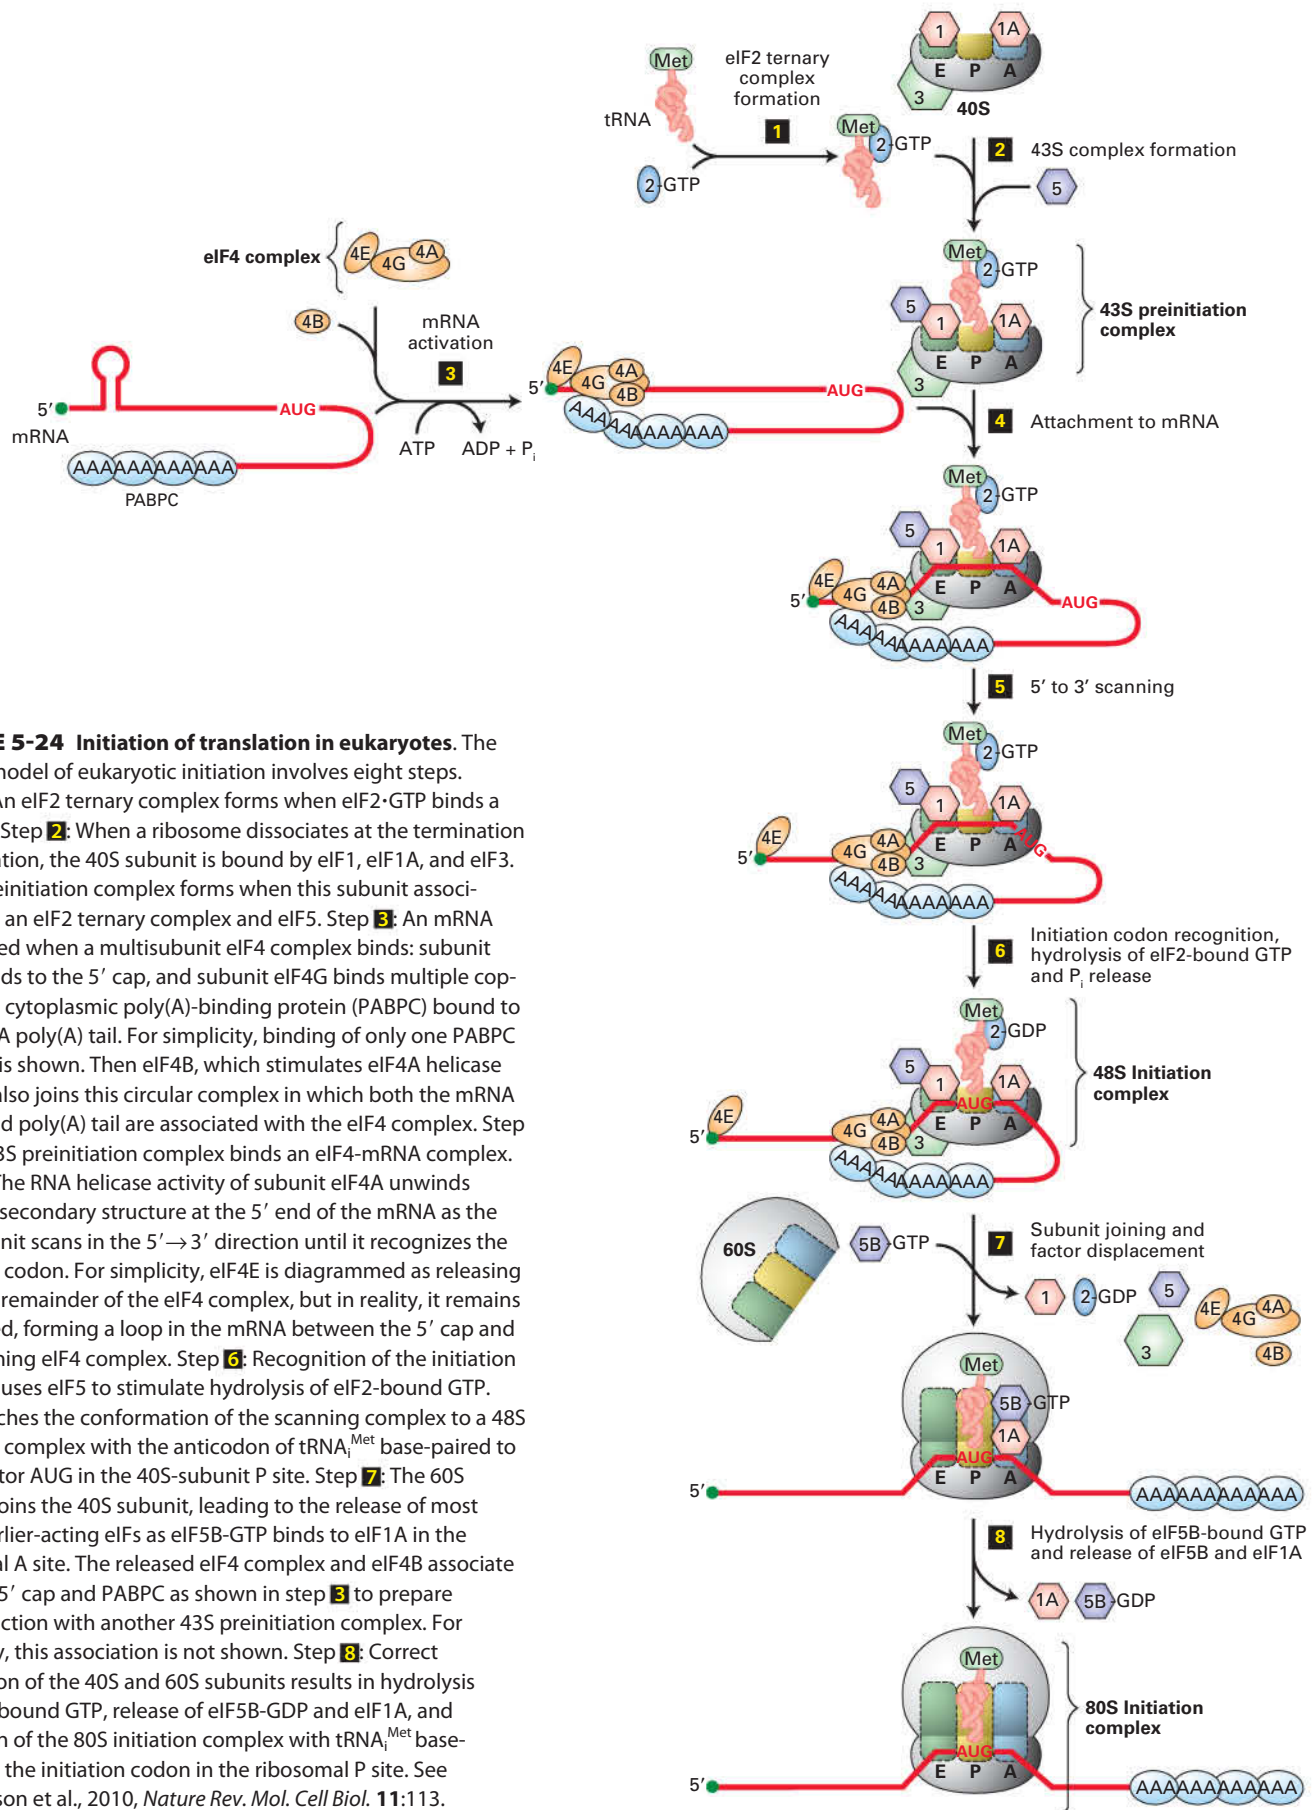 1
1A
E P A
3
40S
Met
tRNA
2-GTP
eIF2 ternary
complex
formation
1
Met
2-GTP
2
43S complex formation
5
eIF4 complex
4E
4G
4A
4B
mRNA
activation
3
ATP
ADP + Pi
5′
mRNA
AUG
AAAAAAAAAAAA
PABPC
5′
4E
4G
4A
4B
AUG
AAAAAAAAAAAA
Met
2-GTP
5
1
1A
E P A
3
43S preinitiation
complex
4
Attachment to mRNA
Met
2-GTP
5
1
1A
4E
4G
4A
4B
3
E P A
5′
AUG
AAAAAAAAAAAA
5
5′ to 3′ scanning
Met
2-GTP
5
1
1A
4E
4G
4A
4B
3
E P A
AUG
5′
AAAAAAAAAAAA
6
Initiation codon recognition,
hydrolysis of eIF2-bound GTP
and Pi release
Met
2-GDP
5
1
1A
AUG
4E
4G
4A
4B
3
E P A
5′
AAAAAAAAAAAA
48S Initiation
complex
60S
5B-GTP
7
Subunit joining and
factor displacement
1
2-GDP
5
3
4E
4G
4A
4B
Met
5B-GTP
1A
AUG
E P A
5′
AAAAAAAAAAAA
8
Hydrolysis of eIF5B-bound GTP
and release of eIF5B and eIF1A
1A
5B-GDP
Met
AUG
E P A
5′
AAAAAAAAAAAA
80S Initiation
complex
E 5-24 Initiation of translation in eukaryotes. The
model of eukaryotic initiation involves eight steps.
An eIF2 ternary complex forms when eIF2•GTP binds a
Step 2: When a ribosome dissociates at the termination
ation, the 40S subunit is bound by eIF1, eIF1A, and eIF3.
einitiation complex forms when this subunit associ-
an eIF2 ternary complex and eIF5. Step 3: An mRNA
ed when a multisubunit eIF4 complex binds: subunit
ds to the 5′ cap, and subunit eIF4G binds multiple cop-
cytoplasmic poly(A)-binding protein (PABPC) bound to
A poly(A) tail. For simplicity, binding of only one PABPC
is shown. Then eIF4B, which stimulates eIF4A helicase
also joins this circular complex in which both the mRNA
d poly(A) tail are associated with the eIF4 complex. Step
3S preinitiation complex binds an eIF4-mRNA complex.
The RNA helicase activity of subunit eIF4A unwinds
secondary structure at the 5′ end of the mRNA as the
nit scans in the 5′→3′ direction until it recognizes the
codon. For simplicity, eIF4E is diagrammed as releasing
remainder of the eIF4 complex, but in reality, it remains
ed, forming a loop in the mRNA between the 5′ cap and
ning eIF4 complex. Step 6: Recognition of the initiation
uses eIF5 to stimulate hydrolysis of eIF2-bound GTP.
ches the conformation of the scanning complex to a 48S
complex with the anticodon of tRNAiMet base-paired to
tor AUG in the 40S-subunit P site. Step 7: The 60S
oins the 40S subunit, leading to the release of most
rlier-acting eIFs as eIF5B-GTP binds to eIF1A in the
al A site. The released eIF4 complex and eIF4B associate
5′ cap and PABPC as shown in step 3 to prepare
ction with another 43S preinitiation complex. For
y, this association is not shown. Step 8: Correct
on of the 40S and 60S subunits results in hydrolysis
bound GTP, release of eIF5B-GDP and eIF1A, and
n of the 80S initiation complex with tRNAiMet base-
the initiation codon in the ribosomal P site. See
son et al., 2010, Nature Rev. Mol. Cell Biol. 11:113.